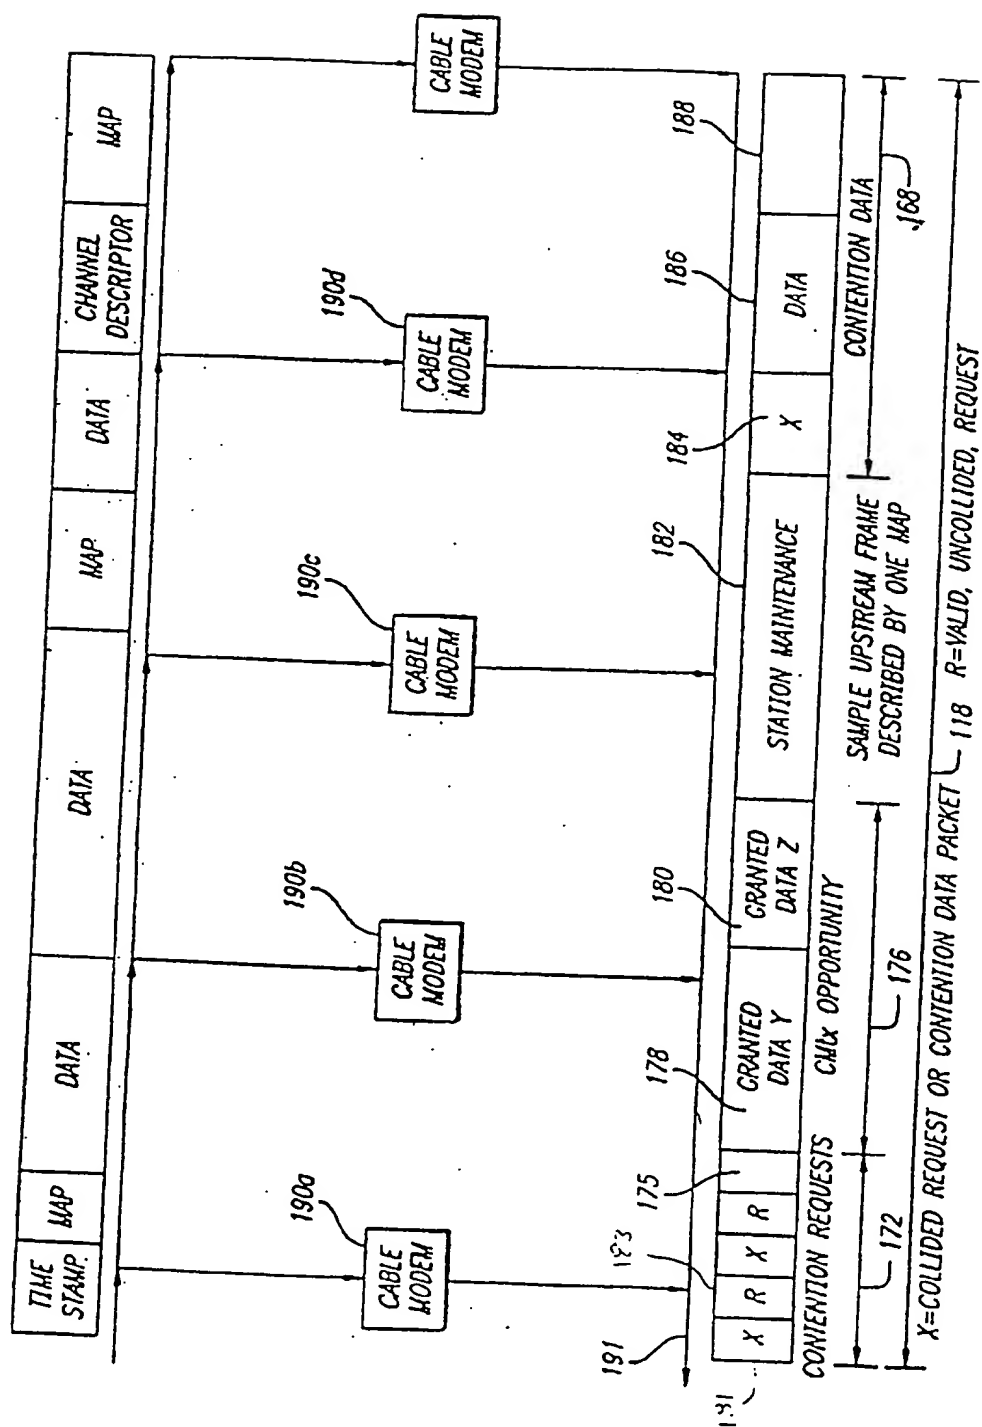 TIME STAMP.
MAP
DATA
DATA
MAP
DATA
CHANNEL DESCRIPTOR
MAP
190a
CABLE MODEM
190b
CABLE MODEM
190c
CABLE MODEM
190d
CABLE MODEM
CABLE MODEM
191
183
175
178
180
182
184
186
188
X
R
X
R
GRANTED DATA Y
GRANTED DATA Z
STATION MAINTENANCE
X
DATA
CONTENTION REQUESTS
CMIx OPPORTUNITY
SAMPLE UPSTREAM FRAME
DESCRIBED BY ONE MAP
CONTENTION DATA
172
176
168
X=COLLIDED REQUEST OR CONTENTION DATA PACKET
118
R=VALID, UNCOLLIDED, REQUEST